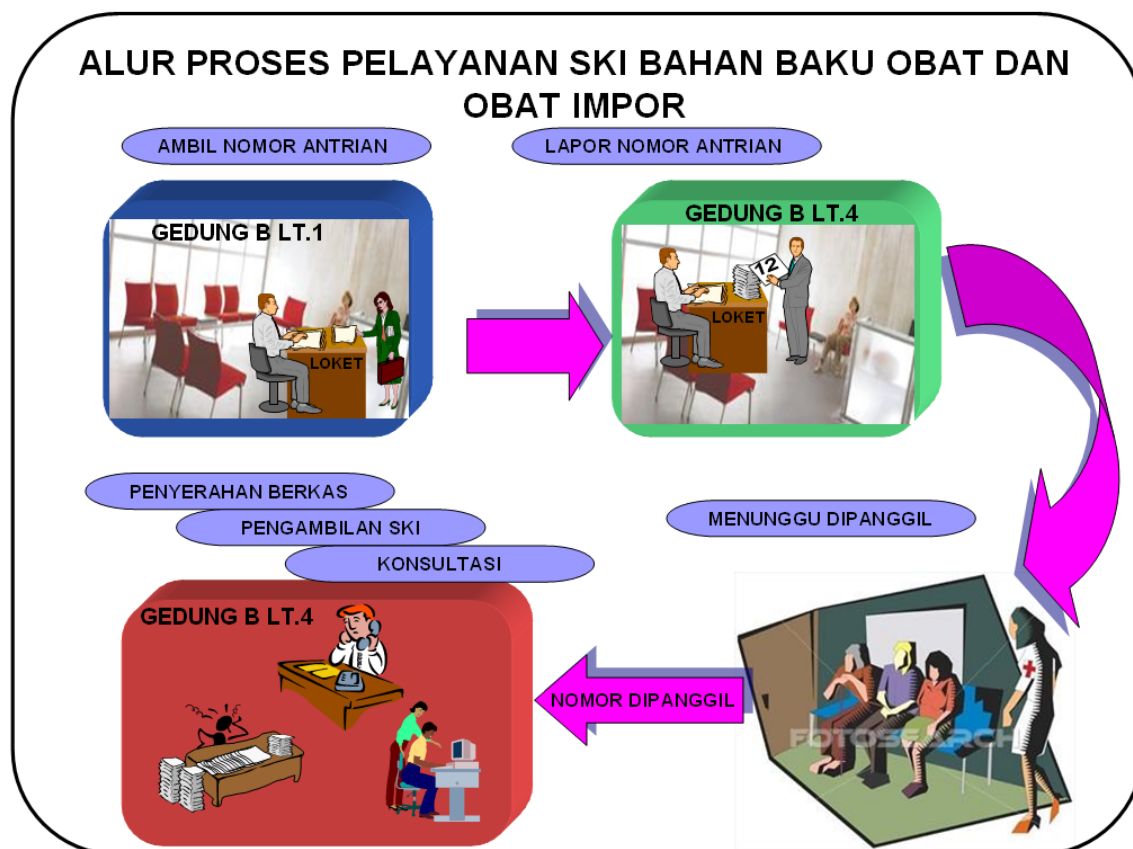 ALUR PROSES PELAYANAN SKI BAHAN BAKU OBAT DAN
OBAT IMPOR
AMBIL NOMOR ANTRIAN
LAPOR NOMOR ANTRIAN
GEDUNG B LT.1
LOKET
GEDUNG B LT.4
12
LOKET
PENYERAHAN BERKAS
PENGAMBILAN SKI
KONSULTASI
MENUNGGU DIPANGGIL
GEDUNG B LT.4
NOMOR DIPANGGIL
FOTOSEARCH